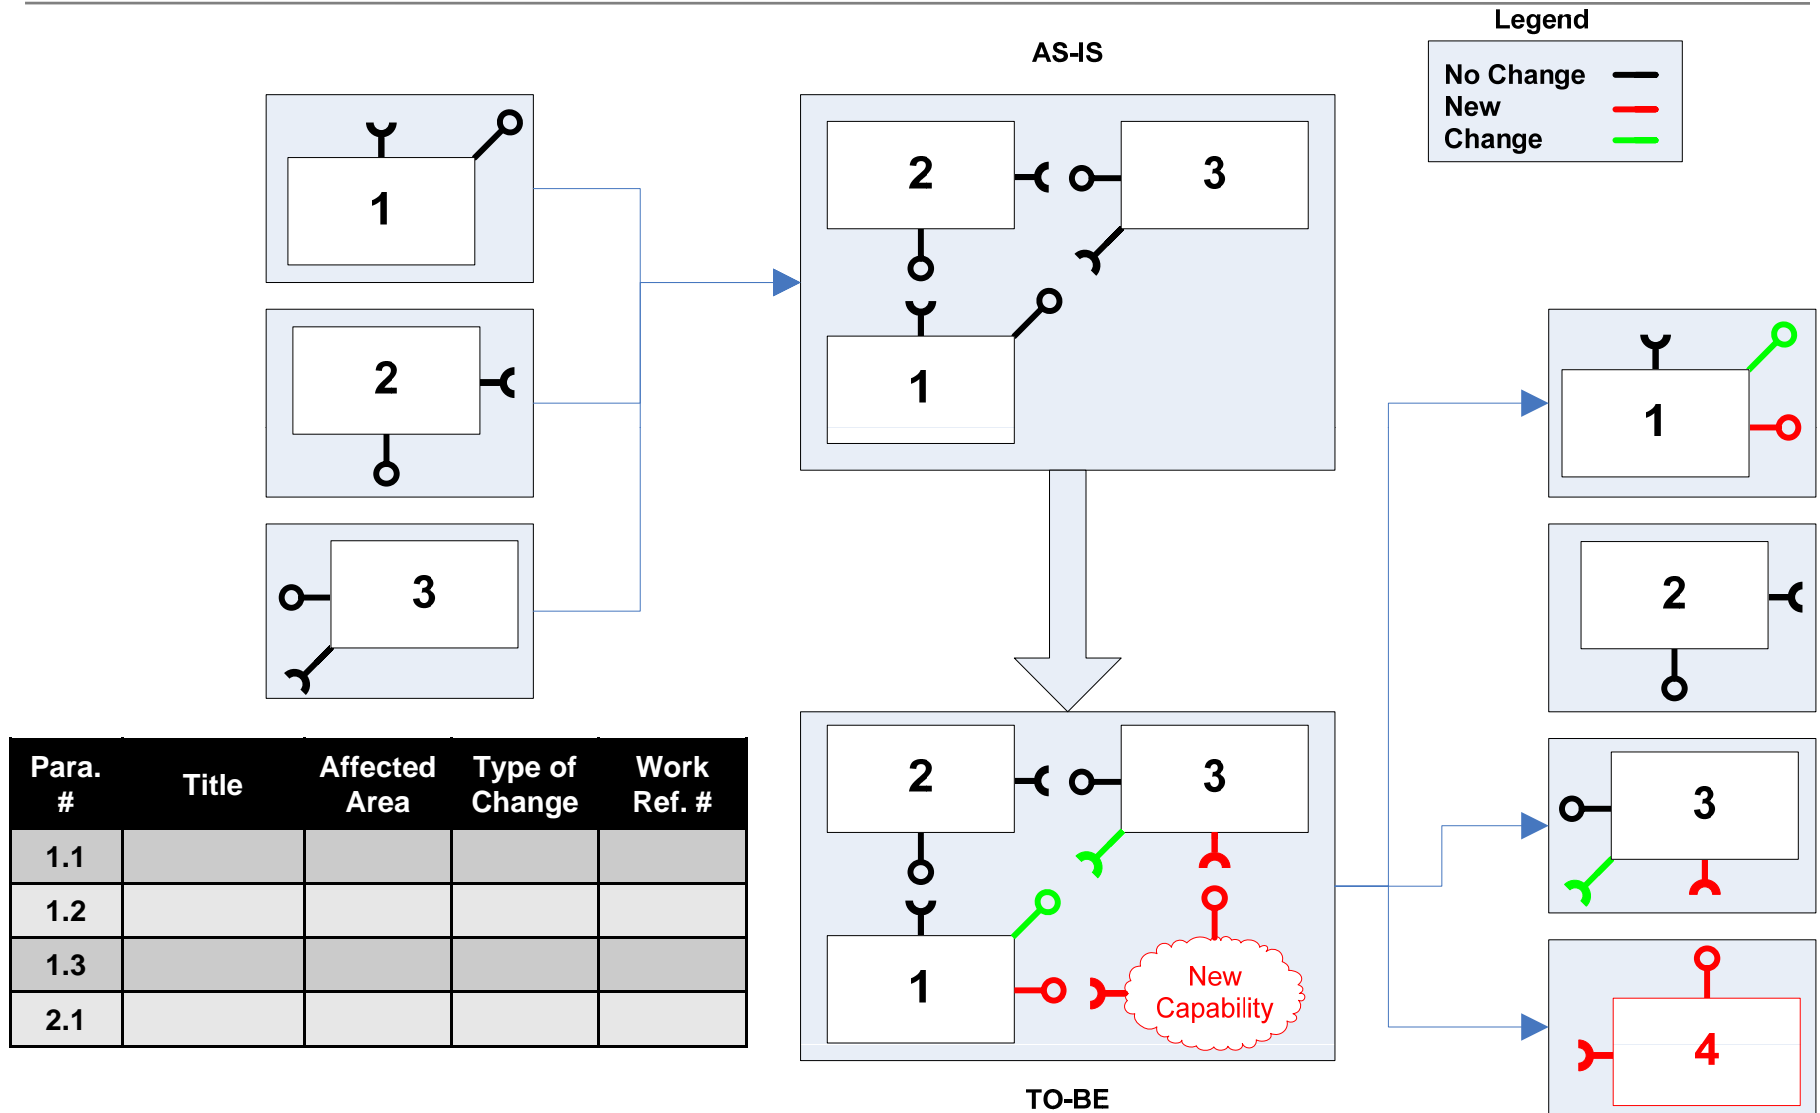 Legend
AS-IS
No Change
New
Change
1
2
3
2
3
1
1
2
3
4
2
3
1
New
Capability
TO-BE
Para. # Title Affected Area Type of Change Work Ref. #
1.1
1.2
1.3
2.1